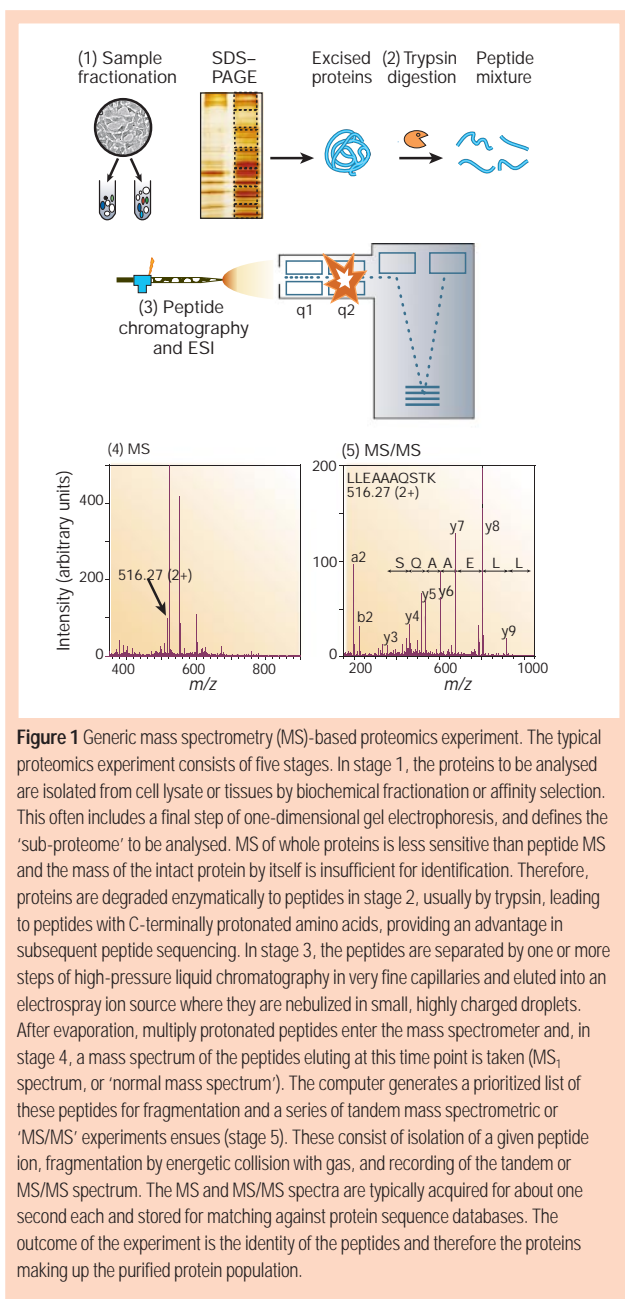 (1) Sample
fractionation
SDS–
PAGE
Excised
proteins
(2) Trypsin
digestion
Peptide
mixture
(3) Peptide
chromatography
and ESI
q1 q2
(4) MS
Intensity (arbitrary units)
400
200
0
516.27 (2+)
400 600 800
m/z
(5) MS/MS
200
100
0
LLEAAAQSTK
516.27 (2+)
a2
b2
y3
y4
y5
y6
y7
y8
y9
S Q A A E L L
200 600 1000
m/z
Figure 1 Generic mass spectrometry (MS)-based proteomics experiment. The typical
proteomics experiment consists of five stages. In stage 1, the proteins to be analysed
are isolated from cell lysate or tissues by biochemical fractionation or affinity selection.
This often includes a final step of one-dimensional gel electrophoresis, and defines the
‘sub-proteome’ to be analysed. MS of whole proteins is less sensitive than peptide MS
and the mass of the intact protein by itself is insufficient for identification. Therefore,
proteins are degraded enzymatically to peptides in stage 2, usually by trypsin, leading
to peptides with C-terminally protonated amino acids, providing an advantage in
subsequent peptide sequencing. In stage 3, the peptides are separated by one or more
steps of high-pressure liquid chromatography in very fine capillaries and eluted into an
electrospray ion source where they are nebulized in small, highly charged droplets.
After evaporation, multiply protonated peptides enter the mass spectrometer and, in
stage 4, a mass spectrum of the peptides eluting at this time point is taken (MS₁
spectrum, or ‘normal mass spectrum’). The computer generates a prioritized list of
these peptides for fragmentation and a series of tandem mass spectrometric or
‘MS/MS’ experiments ensues (stage 5). These consist of isolation of a given peptide
ion, fragmentation by energetic collision with gas, and recording of the tandem or
MS/MS spectrum. The MS and MS/MS spectra are typically acquired for about one
second each and stored for matching against protein sequence databases. The
outcome of the experiment is the identity of the peptides and therefore the proteins
making up the purified protein population.